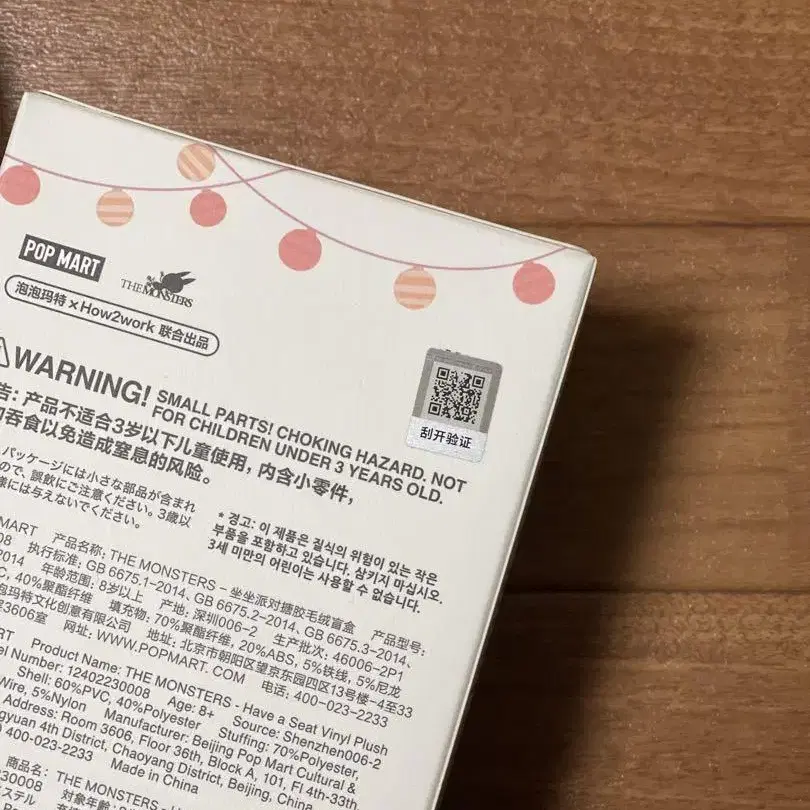 POP MART
THE MONSTERS
泡泡玛特 × How2work 联合出品
WARNING! SMALL PARTS! CHOKING HAZARD. NOT
FOR CHILDREN UNDER 3 YEARS OLD.
告: 产品不适合3岁以下儿童使用，内含小零件，
吞食以免造成窒息的风险。
刮开验证
パッケージには小さな部品が含まれ
ので、誤飲にご注意ください。3歳以
様には与えないでください。
* 경고: 이 제품은 질식의 위험이 있는 작은
부품을 포함하고 있습니다. 삼키지 마십시오.
3세 미만의 어린이는 사용할 수 없습니다.
MART 产品名称: THE MONSTERS – 坐坐派对搪胶毛绒盲盒 产品型号:
08 执行标准: GB 6675.1–2014, GB 6675.2–2014, GB 6675.3–2014,
2014 年龄范围: 8岁以上 产地: 深圳006-2 生产批次: 46006-2P1
C, 40%聚酯纤维 填充物: 70%聚酯纤维, 20%ABS, 5%铁线, 5%尼龙
泡玛特文化创意有限公司 地址: 北京市朝阳区望京东园四区13号楼-4至33
室3606室 网址: WWW.POPMART.COM 电话: 400-023-2233
MART Product Name: THE MONSTERS - Have a Seat Vinyl Plush
el Number: 12402230008 Age: 8+ Source: Shenzhen006-2
Shell: 60%PVC, 40%Polyester Stuffing: 70%Polyester,
Wire, 5%Nylon Manufacturer: Beijing Pop Mart Cultural &
Address: Room 3606, Floor 36th, Block A, 101, Fl 4th-33th,
gyuan 4th District, Chaoyang District, Beijing, China
400-023-2233 Made in China
商品名: THE MONSTERS – H
30008 対象年齢:
ステル